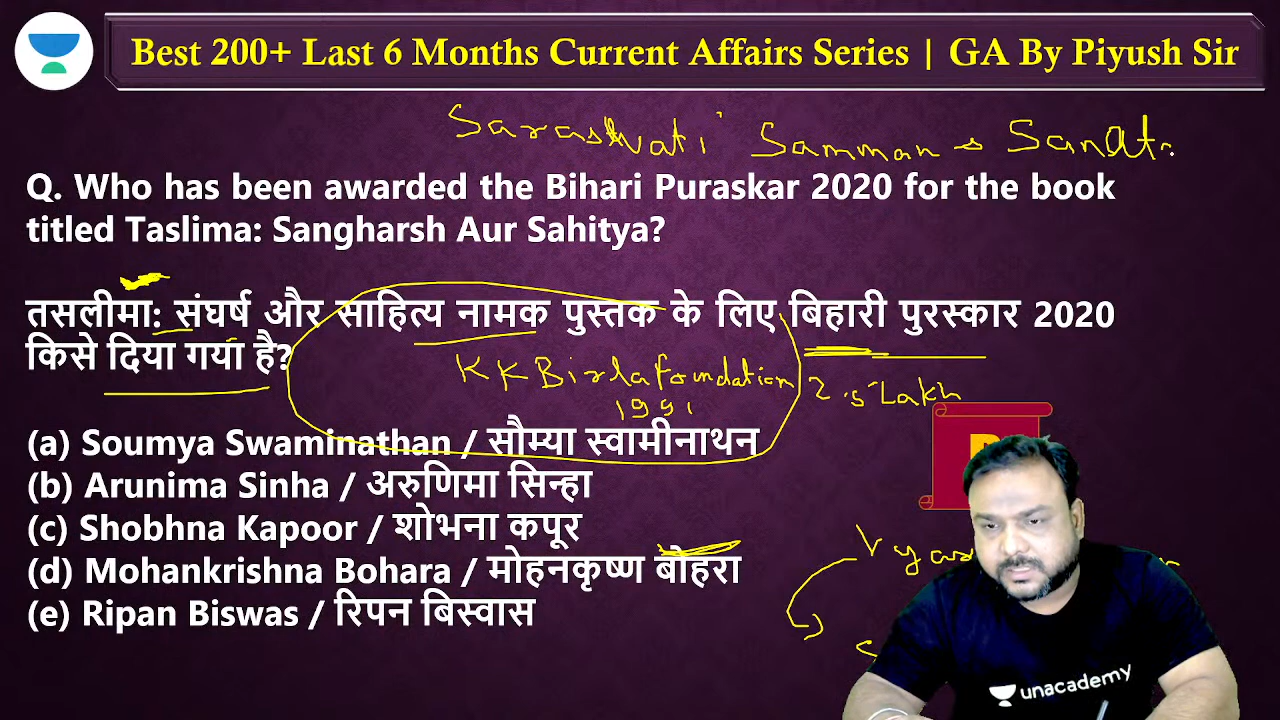 Best 200+ Last 6 Months Current Affairs Series | GA By Piyush Sir
Saraswati Samman → Sanat
Q. Who has been awarded the Bihari Puraskar 2020 for the book
titled Taslima: Sangharsh Aur Sahitya?
तसलीमा: संघर्ष और साहित्य नामक पुस्तक के लिए बिहारी पुरस्कार 2020
किसे दिया गया है?
KK Birla foundation 2.5 Lakh
1991
(a) Soumya Swaminathan / सौम्या स्वामीनाथन
(b) Arunima Sinha / अरुणिमा सिन्हा
(c) Shobhna Kapoor / शोभना कपूर
(d) Mohankrishna Bohara / मोहनकृष्ण बोहरा
(e) Ripan Biswas / रिपन बिस्वास
unacademy